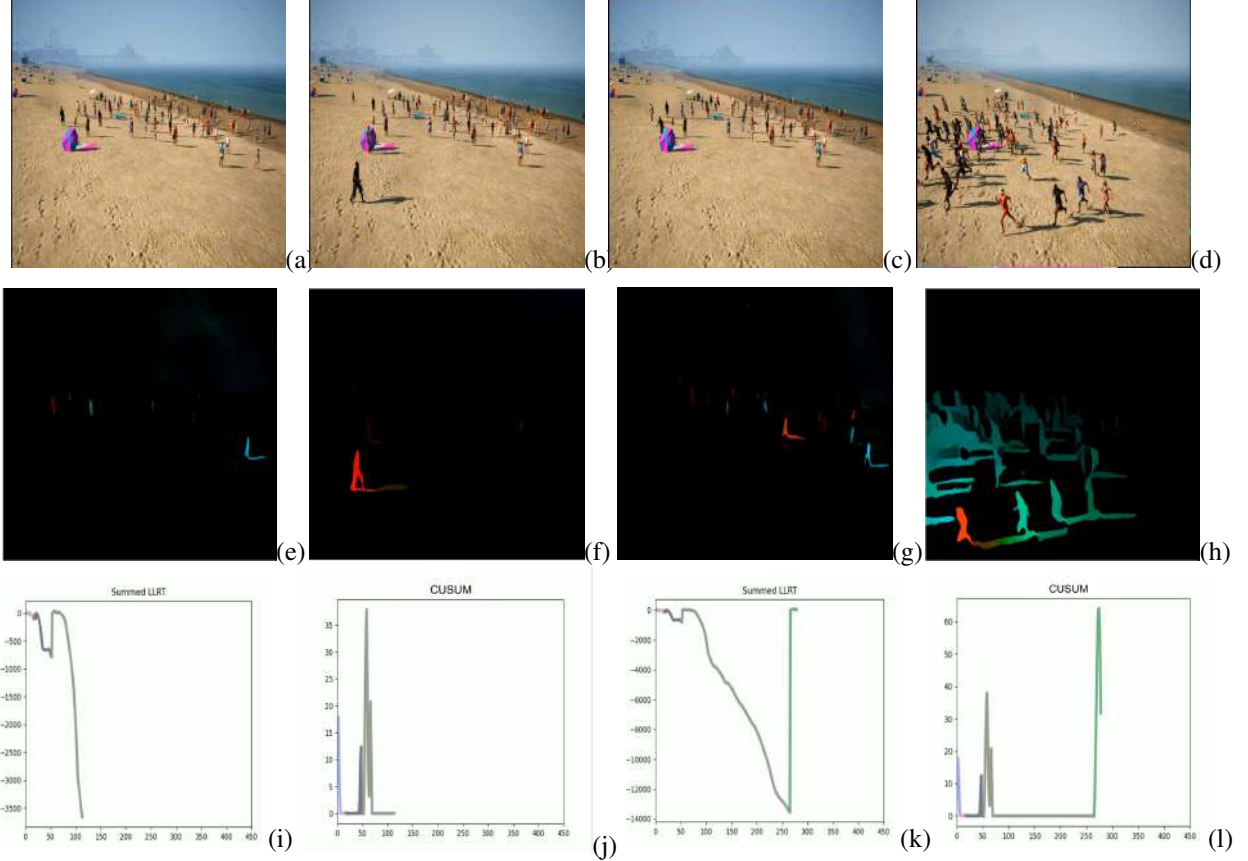 (a)
(b)
(c)
(d)
(e)
(f)
(g)
(h)
Summed LLRT
0
−500
−1000
−1500
−2000
−2500
−3000
−3500
0 50 100 150 200 250 300 350 400 450
(i)
CUSUM
35
30
25
20
15
10
5
0
0 50 100 150 200 250 300 350 400 450
(j)
Summed LLRT
0
−2000
−4000
−6000
−8000
−10000
−12000
−14000
0 50 100 150 200 250 300 350 400 450
(k)
CUSUM
60
50
40
30
20
10
0
0 50 100 150 200 250 300 350 400 450
(l)